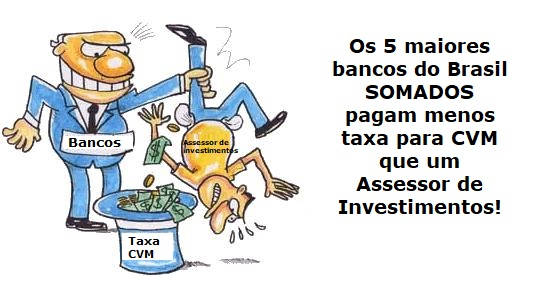 Bancos
Assessor de
investimentos
Taxa
CVM
Os 5 maiores
bancos do Brasil
SOMADOS
pagam menos
taxa para CVM
que um
Assessor de
Investimentos!